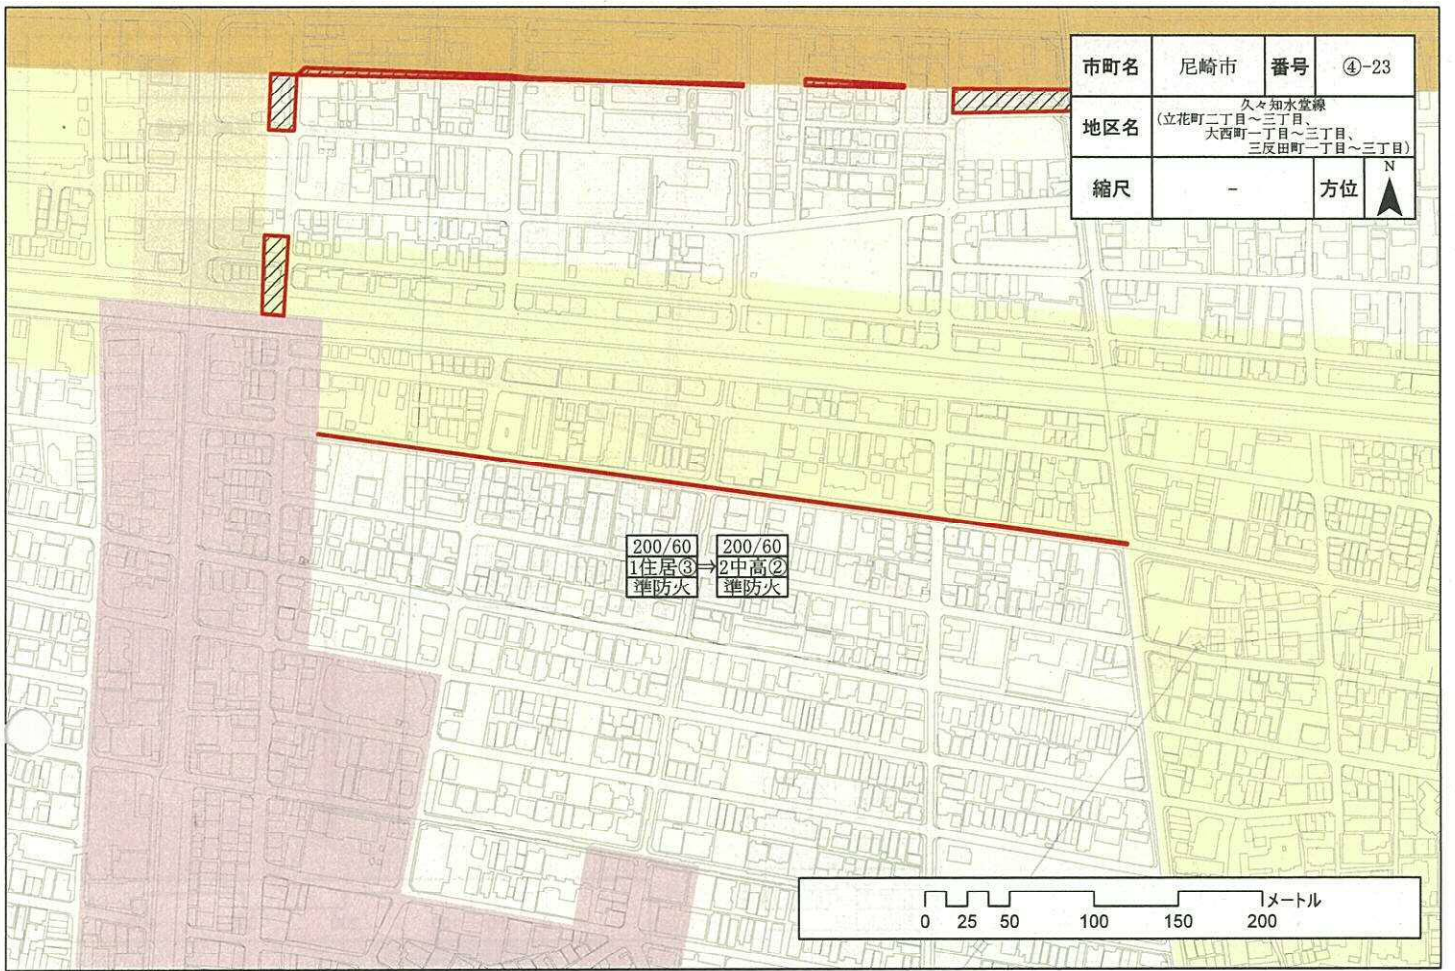 市町名 尼崎市 番号 ④-23
地区名 久々知水堂線
(立花町二丁目～三丁目、
大西町一丁目～三丁目、
三反田町一丁目～三丁目)
縮尺 - 方位 N
200/60 200/60
1住居③⇒2中高②
準防火 準防火
メートル
0 25 50 100 150 200